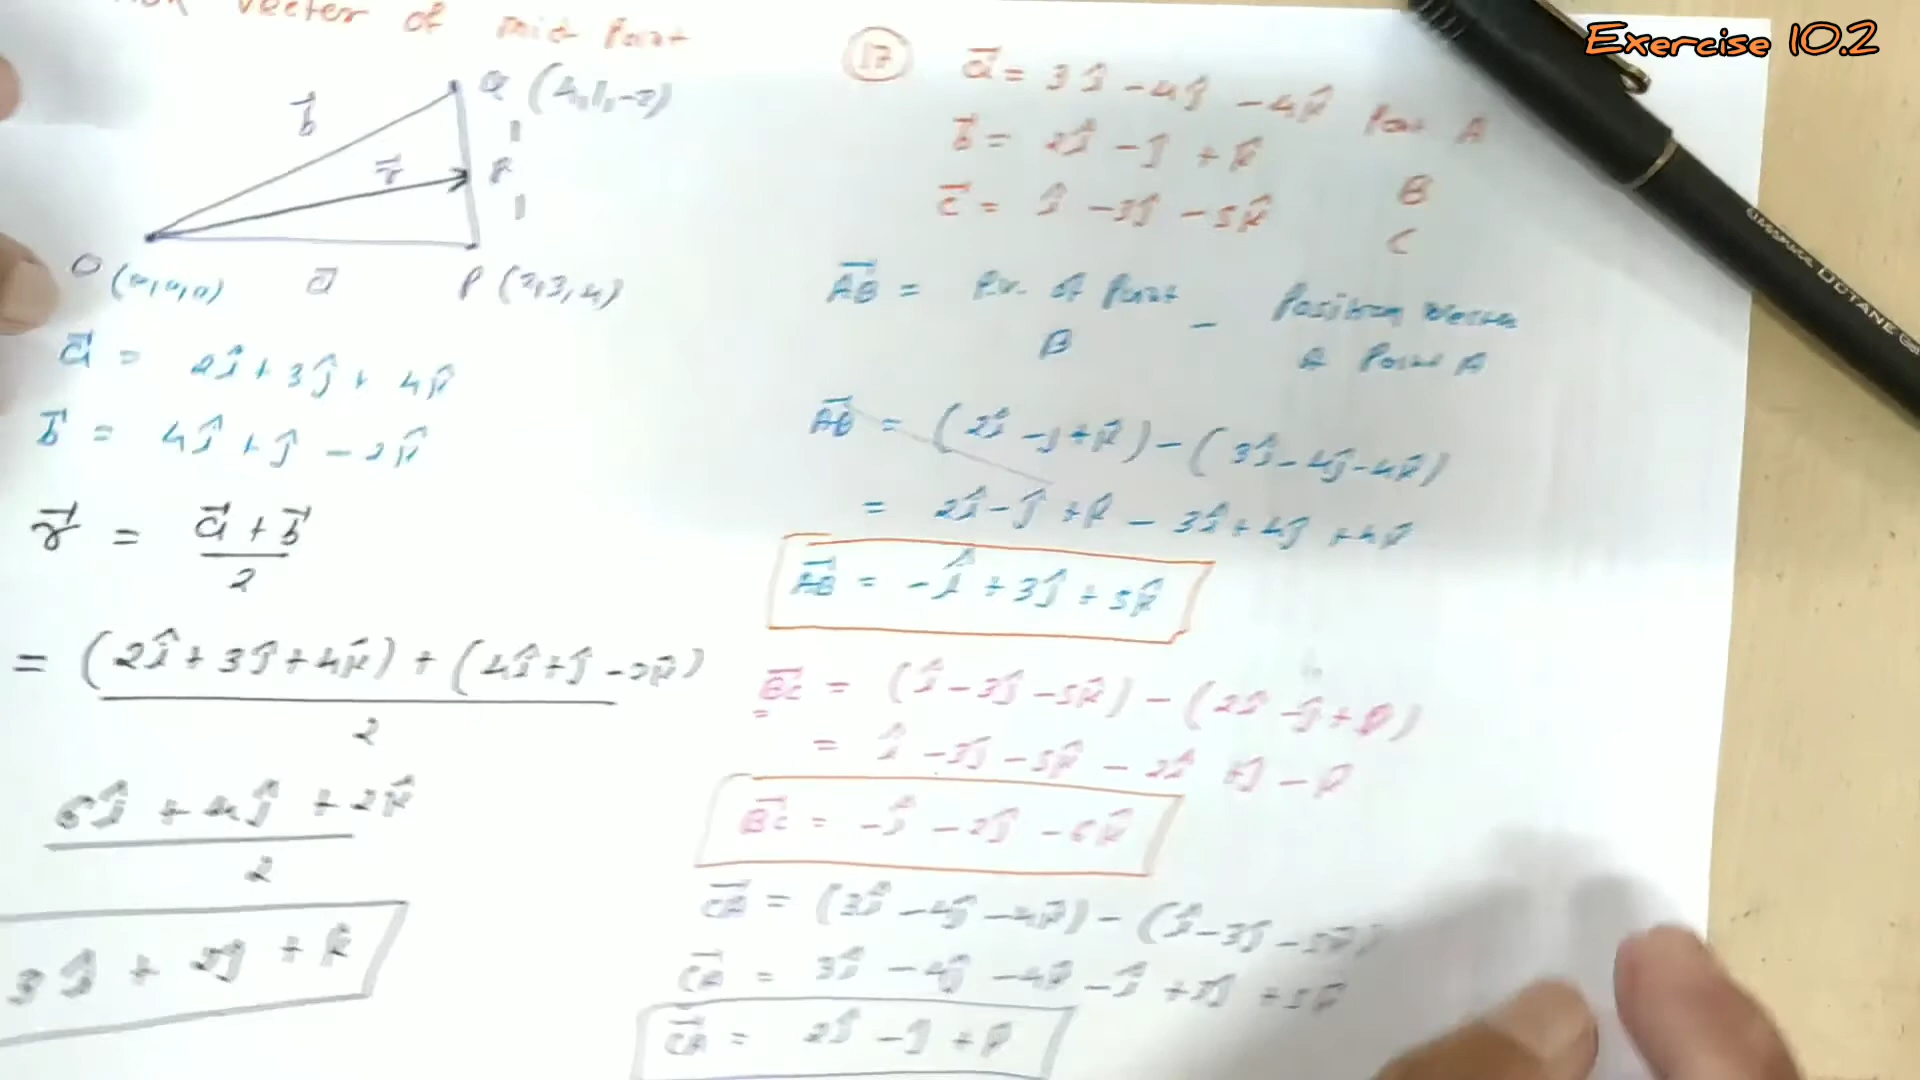 Vector of mid point
Q (4,1,-2)
b⃗
r⃗
R
O (0,0,0)
a⃗
P (2,3,4)
a⃗ = 2î + 3ĵ + 4k̂
b⃗ = 4î + ĵ - 2k̂
r⃗ = a⃗ + b⃗
2
= (2î + 3ĵ + 4k̂) + (4î + ĵ - 2k̂)
2
6î + 4ĵ + 2k̂
2
3î + 2ĵ + k̂
Exercise 10.2
17 a⃗ = 3î - 4ĵ - 4k̂ A
b⃗ = 2î - ĵ + k̂ B
c⃗ = î - 3ĵ - 5k̂ C
AB⃗ = P.V. of Point B - Position Vector of Point A
AB⃗ = (2î - ĵ + k̂) - (3î - 4ĵ - 4k̂)
= 2î - ĵ + k̂ - 3î + 4ĵ + 4k̂
AB⃗ = -î + 3ĵ + 5k̂
BC⃗ = (î - 3ĵ - 5k̂) - (2î - ĵ + k̂)
= î - 3ĵ - 5k̂ - 2î + ĵ - k̂
BC⃗ = -î - 2ĵ - 6k̂
CA⃗ = (3î - 4ĵ - 4k̂) - (î - 3ĵ - 5k̂)
CA⃗ = 3î - 4ĵ - 4k̂ - î + 3ĵ + 5k̂
CA⃗ = 2î - ĵ + k̂
OCTANE